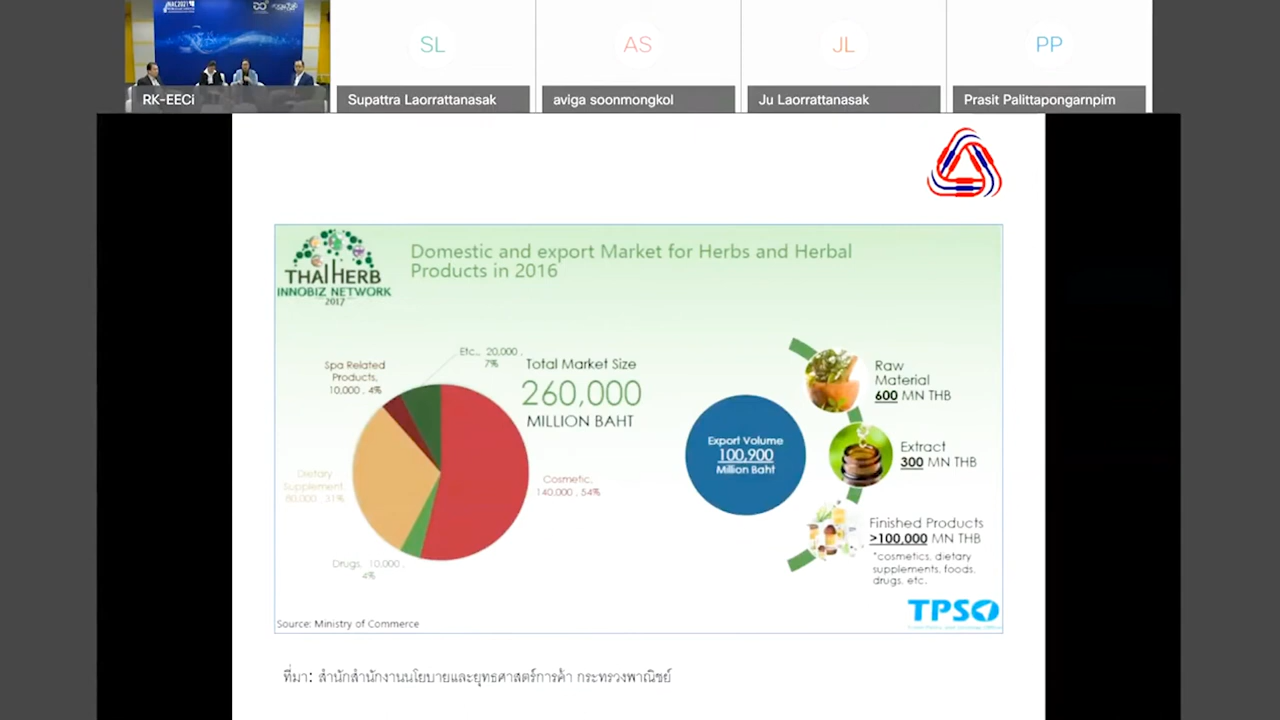 NAC2021
RK-EECi
SL
Supattra Laorrattanasak
AS
aviga soonmongkol
JL
Ju Laorrattanasak
PP
Prasit Palittapongarnpim
THAI HERB
INNOBIZ NETWORK
2017
Domestic and export Market for Herbs and Herbal
Products in 2016
Etc., 20,000 ,
7%
Spa Related
Products,
10,000 , 4%
Dietary
Supplement,
80,000 , 31%
Drugs, 10,000 ,
4%
Cosmetic,
140,000 , 54%
Total Market Size
260,000
MILLION BAHT
Export Volume
100,900
Million Baht
Raw
Material
600 MN THB
Extract
300 MN THB
Finished Products
>100,000 MN THB
*cosmetics, dietary
supplements, foods,
drugs, etc.
TPSO
Source: Ministry of Commerce
ที่มา: สำนักสำนักงานนโยบายและยุทธศาสตร์การค้า กระทรวงพาณิชย์